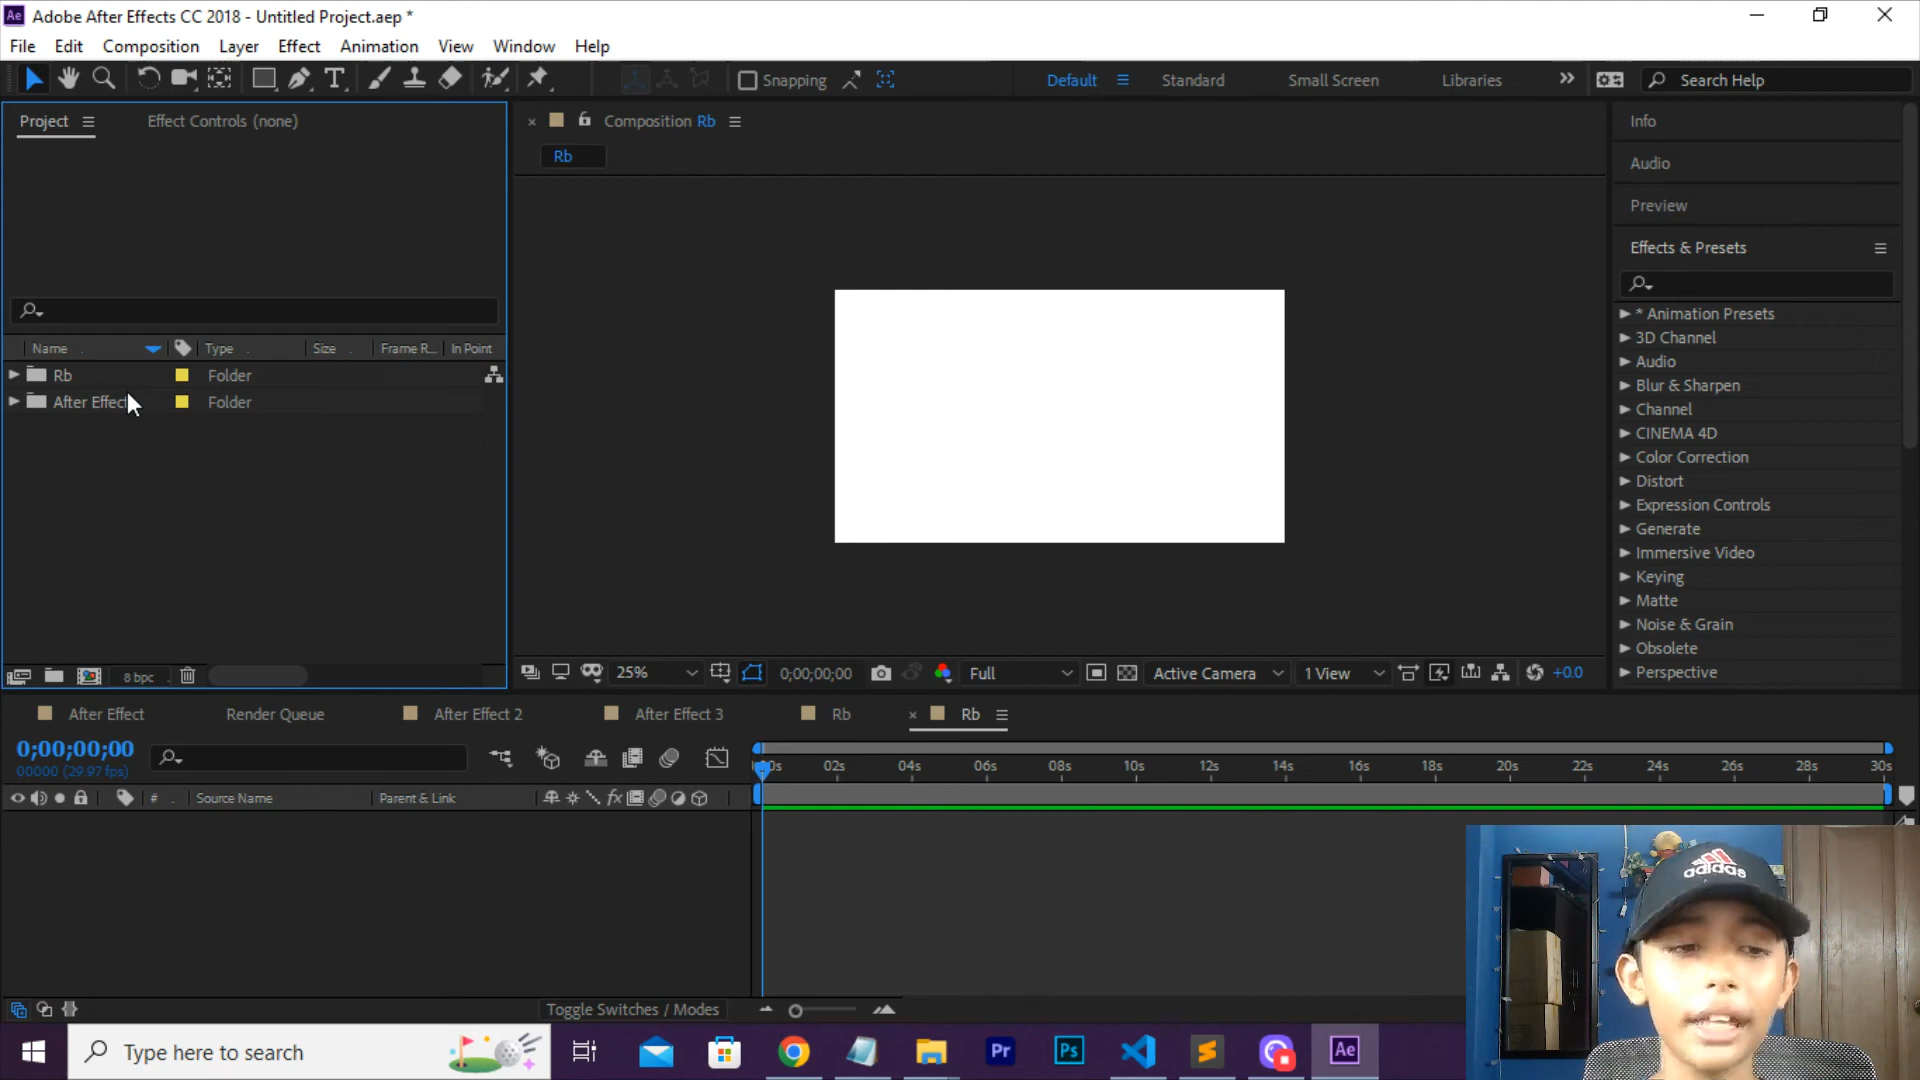 Adobe After Effects CC 2018 - Untitled Project.aep *
File Edit Composition Layer Effect Animation View Window Help
Snapping Default Standard Small Screen Libraries Search Help
Project Effect Controls (none)
Composition Rb
Rb
Name Type Size Frame R... In Point
Rb Folder
After Effect Folder
8 bpc
25% 0;00;00;00 Full Active Camera 1 View +0.0
Info
Audio
Preview
Effects & Presets
* Animation Presets
3D Channel
Audio
Blur & Sharpen
Channel
CINEMA 4D
Color Correction
Distort
Expression Controls
Generate
Immersive Video
Keying
Matte
Noise & Grain
Obsolete
Perspective
After Effect Render Queue After Effect 2 After Effect 3 Rb Rb
0;00;00;00
00000 (29.97 fps)
02s 04s 06s 08s 10s 12s 14s 16s 18s 20s 22s 24s 26s 28s 30s
# Source Name Parent & Link
Toggle Switches / Modes
adidas
Type here to search
Pr Ps Ae